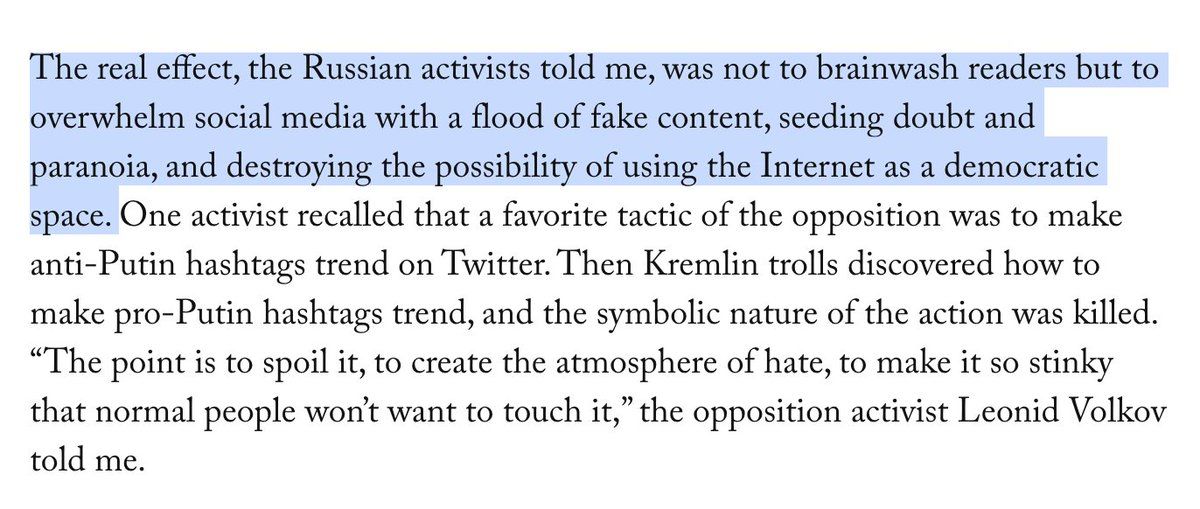 The real effect, the Russian activists told me, was not to brainwash readers but to
overwhelm social media with a flood of fake content, seeding doubt and
paranoia, and destroying the possibility of using the Internet as a democratic
space. One activist recalled that a favorite tactic of the opposition was to make
anti-Putin hashtags trend on Twitter. Then Kremlin trolls discovered how to
make pro-Putin hashtags trend, and the symbolic nature of the action was killed.
“The point is to spoil it, to create the atmosphere of hate, to make it so stinky
that normal people won’t want to touch it,” the opposition activist Leonid Volkov
told me.